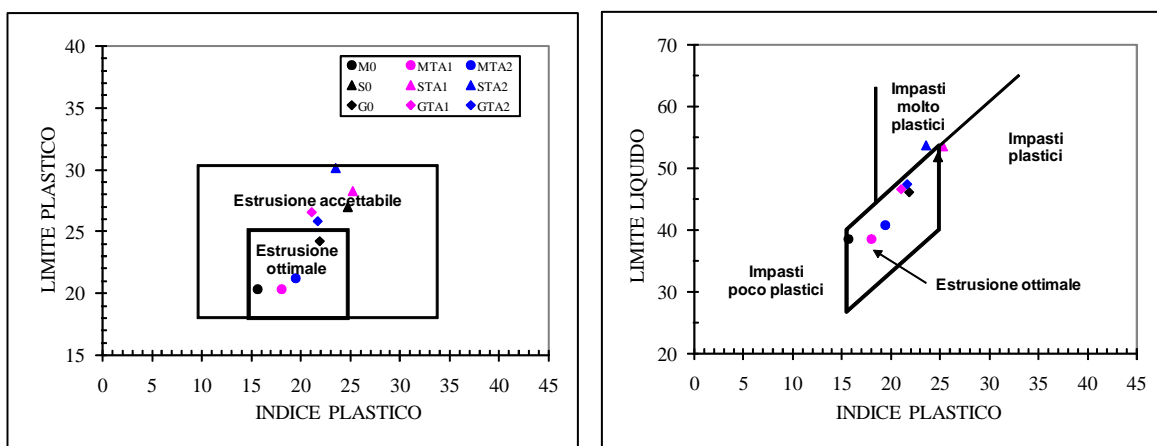 40
35
30
25
20
15
LIMITE PLASTICO
M0 MTA1 MTA2
S0 STA1 STA2
G0 GTA1 GTA2
Estrusione accettabile
Estrusione
ottimale
0 5 10 15 20 25 30 35 40 45
INDICE PLASTICO
70
60
50
40
30
20
LIMITE LIQUIDO
Impasti
molto
plastici
Impasti
plastici
Impasti
poco plastici
Estrusione ottimale
0 5 10 15 20 25 30 35 40 45
INDICE PLASTICO